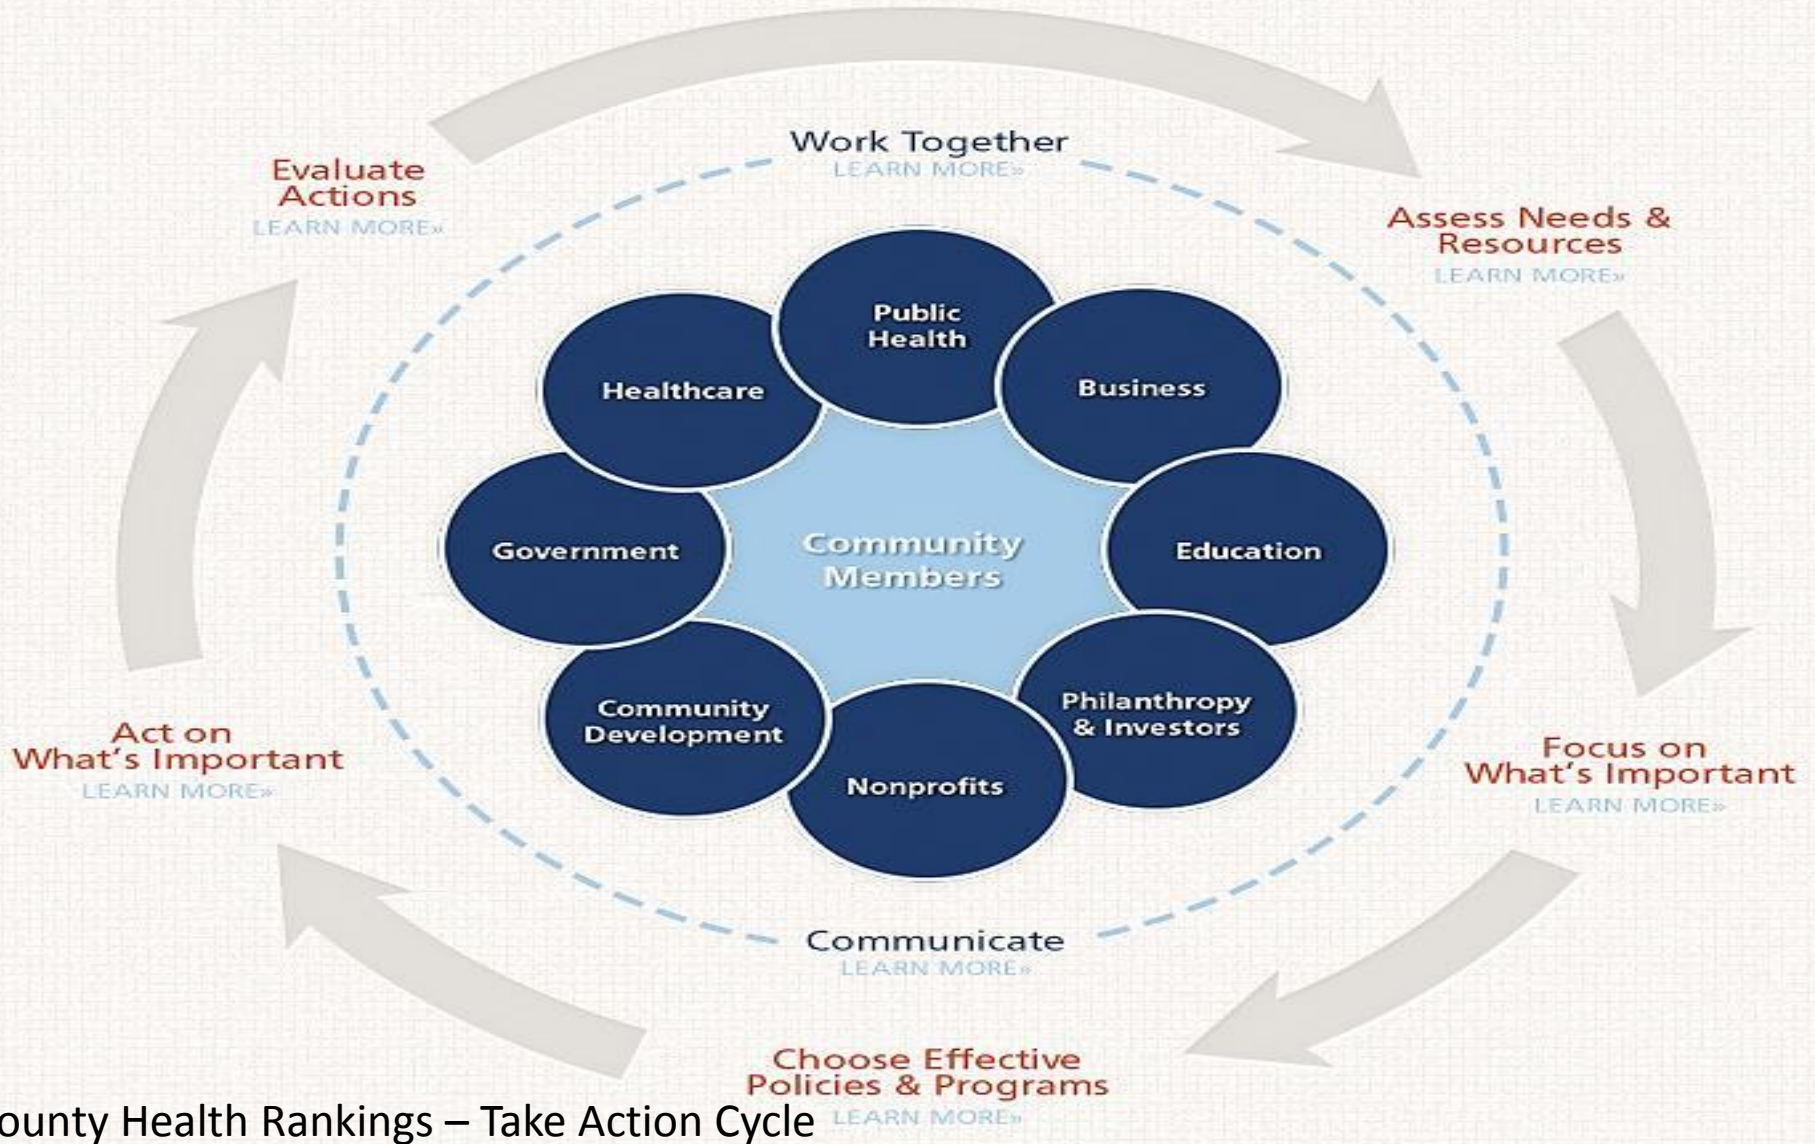 Work Together
LEARN MORE»
Evaluate
Actions
LEARN MORE»
Assess Needs &
Resources
LEARN MORE»
Public
Health
Healthcare
Business
Government
Community
Members
Education
Community
Development
Philanthropy
& Investors
Nonprofits
Act on
What's Important
LEARN MORE»
Focus on
What's Important
LEARN MORE»
Communicate
LEARN MORE»
Choose Effective
Policies & Programs
LEARN MORE»
ounty Health Rankings – Take Action Cycle